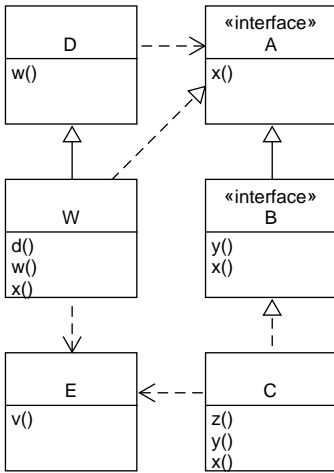 D
w()
«interface»
A
x()
W
d()
w()
x()
«interface»
B
y()
x()
E
v()
C
z()
y()
x()